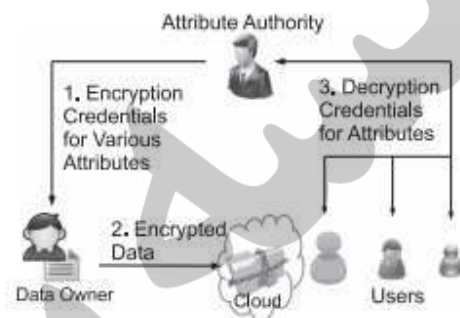 Attribute Authority
1. Encryption
Credentials
for Various
Attributes
3. Decryption
Credentials
for Attributes
2. Encrypted
Data
Data Owner
Cloud
Users